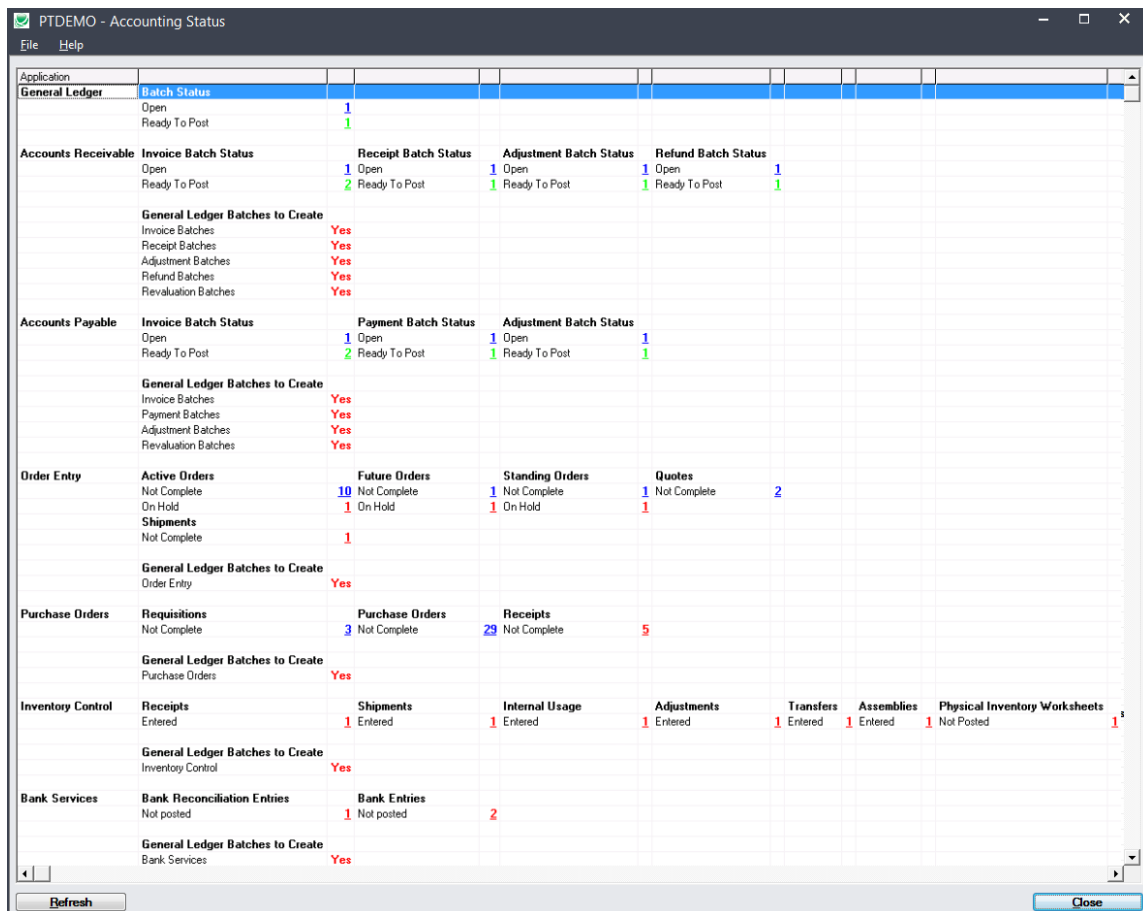 PTDEMO - Accounting Status
File Help
Application
General Ledger Batch Status
Open 1
Ready To Post 1
Accounts Receivable Invoice Batch Status Receipt Batch Status Adjustment Batch Status Refund Batch Status
Open 1 Open 1 Open 1 Open 1
Ready To Post 2 Ready To Post 1 Ready To Post 1 Ready To Post 1
General Ledger Batches to Create
Invoice Batches Yes
Receipt Batches Yes
Adjustment Batches Yes
Refund Batches Yes
Revaluation Batches Yes
Accounts Payable Invoice Batch Status Payment Batch Status Adjustment Batch Status
Open 1 Open 1 Open 1
Ready To Post 2 Ready To Post 1 Ready To Post 1
General Ledger Batches to Create
Invoice Batches Yes
Payment Batches Yes
Adjustment Batches Yes
Revaluation Batches Yes
Order Entry Active Orders Future Orders Standing Orders Quotes
Not Complete 10 Not Complete 1 Not Complete 1 Not Complete 2
On Hold 1 On Hold 1 On Hold 1
Shipments
Not Complete 1
General Ledger Batches to Create
Order Entry Yes
Purchase Orders Requisitions Purchase Orders Receipts
Not Complete 3 Not Complete 29 Not Complete 5
General Ledger Batches to Create
Purchase Orders Yes
Inventory Control Receipts Shipments Internal Usage Adjustments Transfers Assemblies Physical Inventory Worksheets
Entered 1 Entered 1 Entered 1 Entered 1 Entered 1 Entered 1 Not Posted 1
General Ledger Batches to Create
Inventory Control Yes
Bank Services Bank Reconciliation Entries Bank Entries
Not posted 1 Not posted 2
General Ledger Batches to Create
Bank Services Yes
Refresh Close